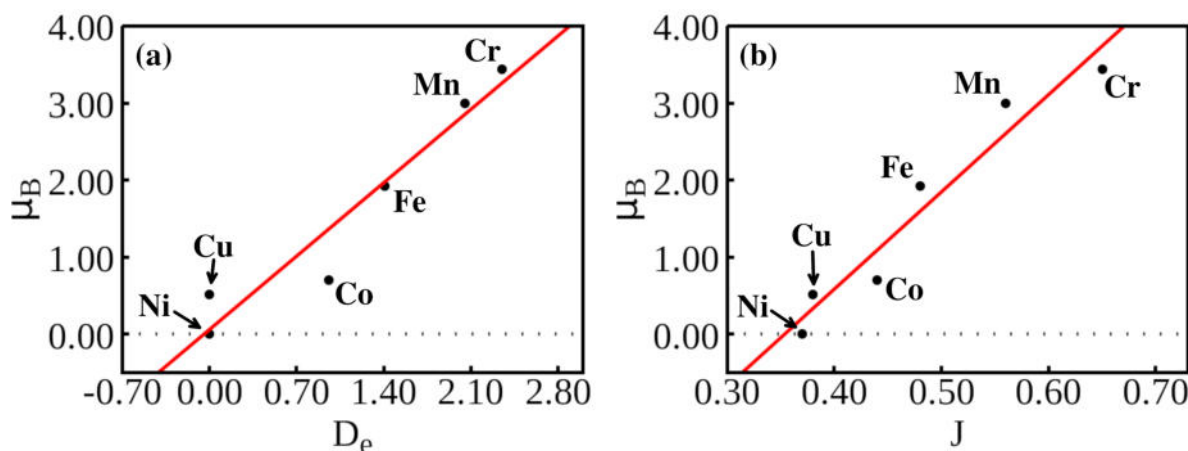 (a)
4.00
3.00
2.00
1.00
0.00
μB
Cr
Mn
Fe
Cu
Co
Ni
-0.70 0.00 0.70 1.40 2.10 2.80
De
(b)
4.00
3.00
2.00
1.00
0.00
μB
Mn
Cr
Fe
Cu
Co
Ni
0.30 0.40 0.50 0.60 0.70
J